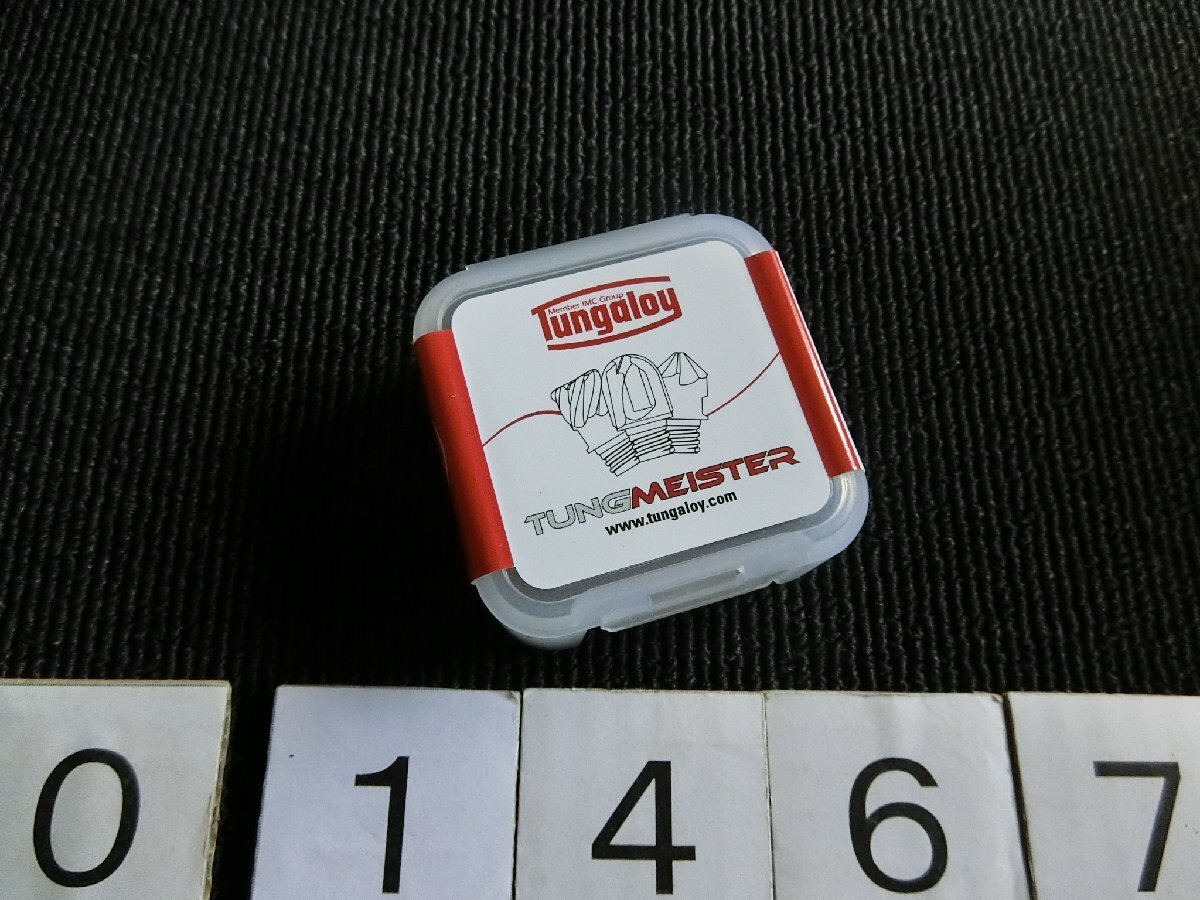 Member IMC Group
Tungaloy
TUNGMEISTER
www.tungaloy.com
0 1 4 6 7